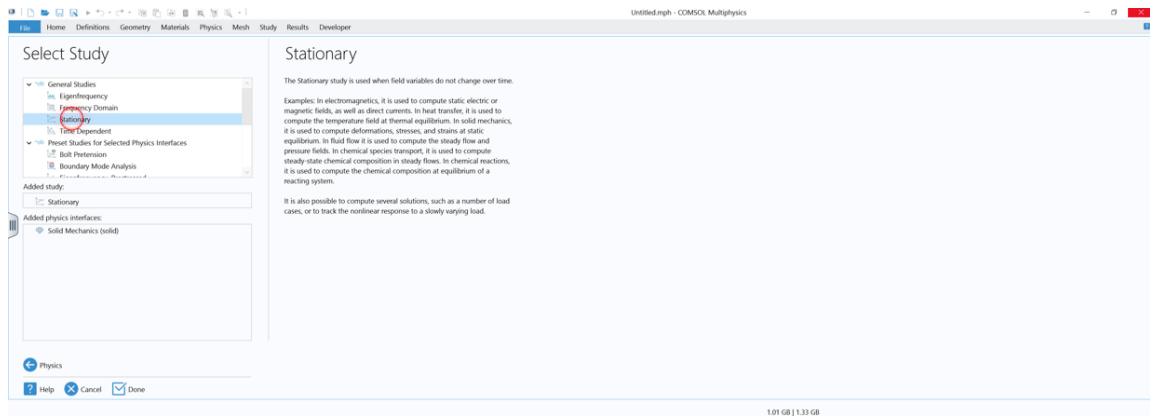 Untitled.mph - COMSOL Multiphysics
File Home Definitions Geometry Materials Physics Mesh Study Results Developer
Select Study
General Studies
Eigenfrequency
Frequency Domain
Stationary
Time Dependent
Preset Studies for Selected Physics Interfaces
Bolt Pretension
Boundary Mode Analysis
Added study:
Stationary
Added physics interfaces:
Solid Mechanics (solid)
Physics
? Help Cancel Done
Stationary
The Stationary study is used when field variables do not change over time.
Examples: In electromagnetics, it is used to compute static electric or
magnetic fields, as well as direct currents. In heat transfer, it is used to
compute the temperature field at thermal equilibrium. In solid mechanics,
it is used to compute deformations, stresses, and strains at static
equilibrium. In fluid flow it is used to compute the steady flow and
pressure fields. In chemical species transport, it is used to compute
steady-state chemical composition in steady flows. In chemical reactions,
it is used to compute the chemical composition at equilibrium of a
reacting system.
It is also possible to compute several solutions, such as a number of load
cases, or to track the nonlinear response to a slowly varying load.
1.01 GB | 1.33 GB